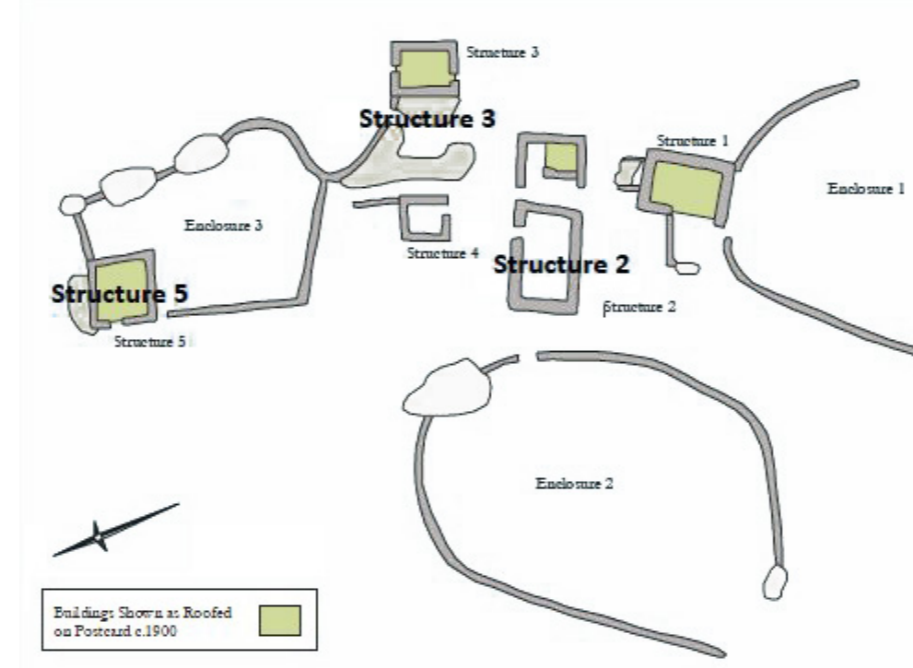 Structure 3
Structure 3
Structure 1
Enclosure 1
Enclosure 3
Structure 4
Structure 2
Structure 5
Structure 2
Structure 5
Enclosure 2
Buildings Shown as Roofed
on Postcard c.1900